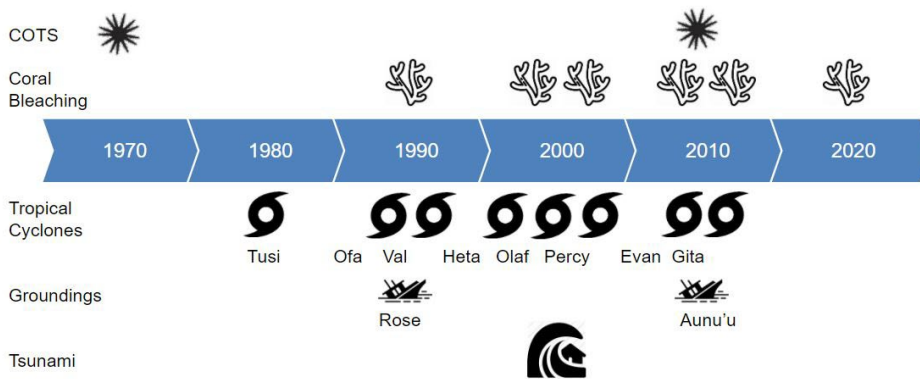 COTS
Coral
Bleaching
1970 1980 1990 2000 2010 2020
Tropical
Cyclones
Tusi Ofa Val Heta Olaf Percy Evan Gita
Groundings
Rose Aunu'u
Tsunami